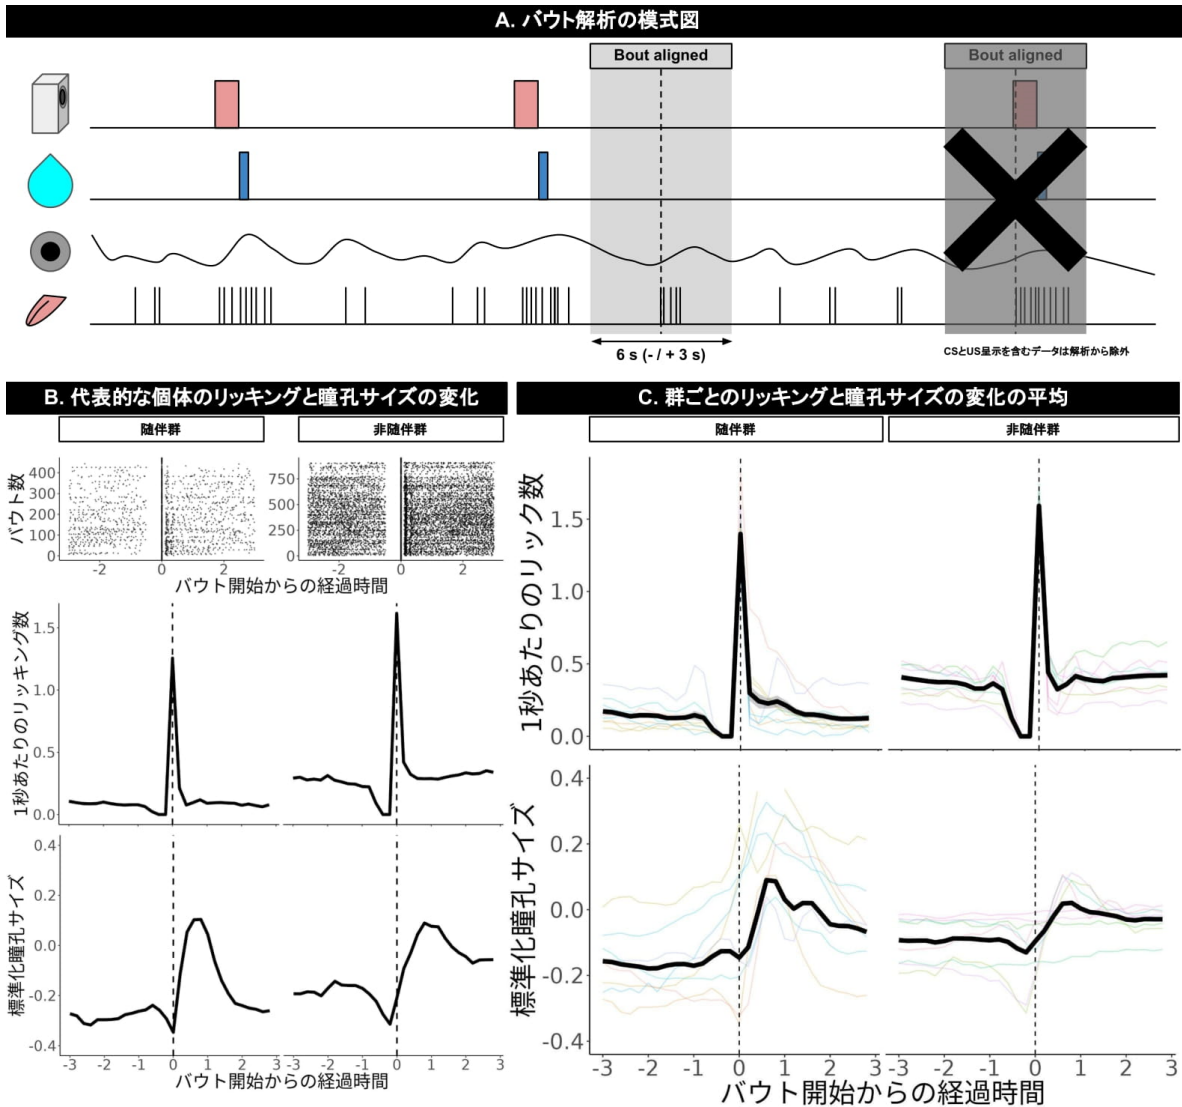 A. バウト解析の模式図
Bout aligned
Bout aligned
6 s (- / + 3 s)
CSとUS呈示を含むデータは解析から除外
B. 代表的な個体のリッキングと瞳孔サイズの変化
随伴群
非随伴群
バウト数
400
300
200
100
0
750
500
250
0
-2
0
2
-2
0
2
バウト開始からの経過時間
1秒あたりのリッキング数
1.5
1.0
0.5
0.0
標準化瞳孔サイズ
0.4
0.2
0.0
-0.2
-0.4
-3 -2 -1 0 1 2 3
-3 -2 -1 0 1 2 3
バウト開始からの経過時間
C. 群ごとのリッキングと瞳孔サイズの変化の平均
随伴群
非随伴群
1秒あたりのリック数
1.5
1.0
0.5
0.0
標準化瞳孔サイズ
0.4
0.2
0.0
-0.2
-0.4
-3 -2 -1 0 1 2 3
-3 -2 -1 0 1 2 3
バウト開始からの経過時間